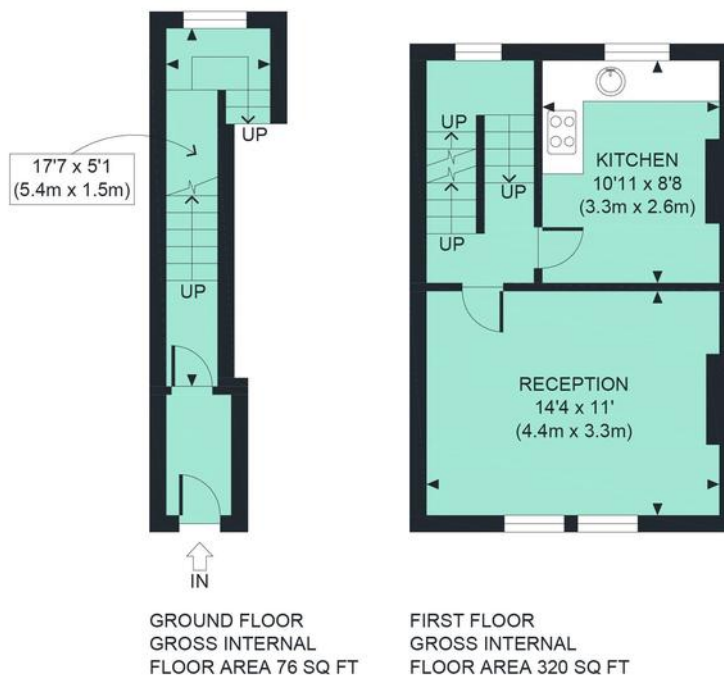 UP
17'7 x 5'1
(5.4m x 1.5m)
UP
IN
GROUND FLOOR
GROSS INTERNAL
FLOOR AREA 76 SQ FT
UP
UP
UP
KITCHEN
10'11 x 8'8
(3.3m x 2.6m)
RECEPTION
14'4 x 11'
(4.4m x 3.3m)
FIRST FLOOR
GROSS INTERNAL
FLOOR AREA 320 SQ FT